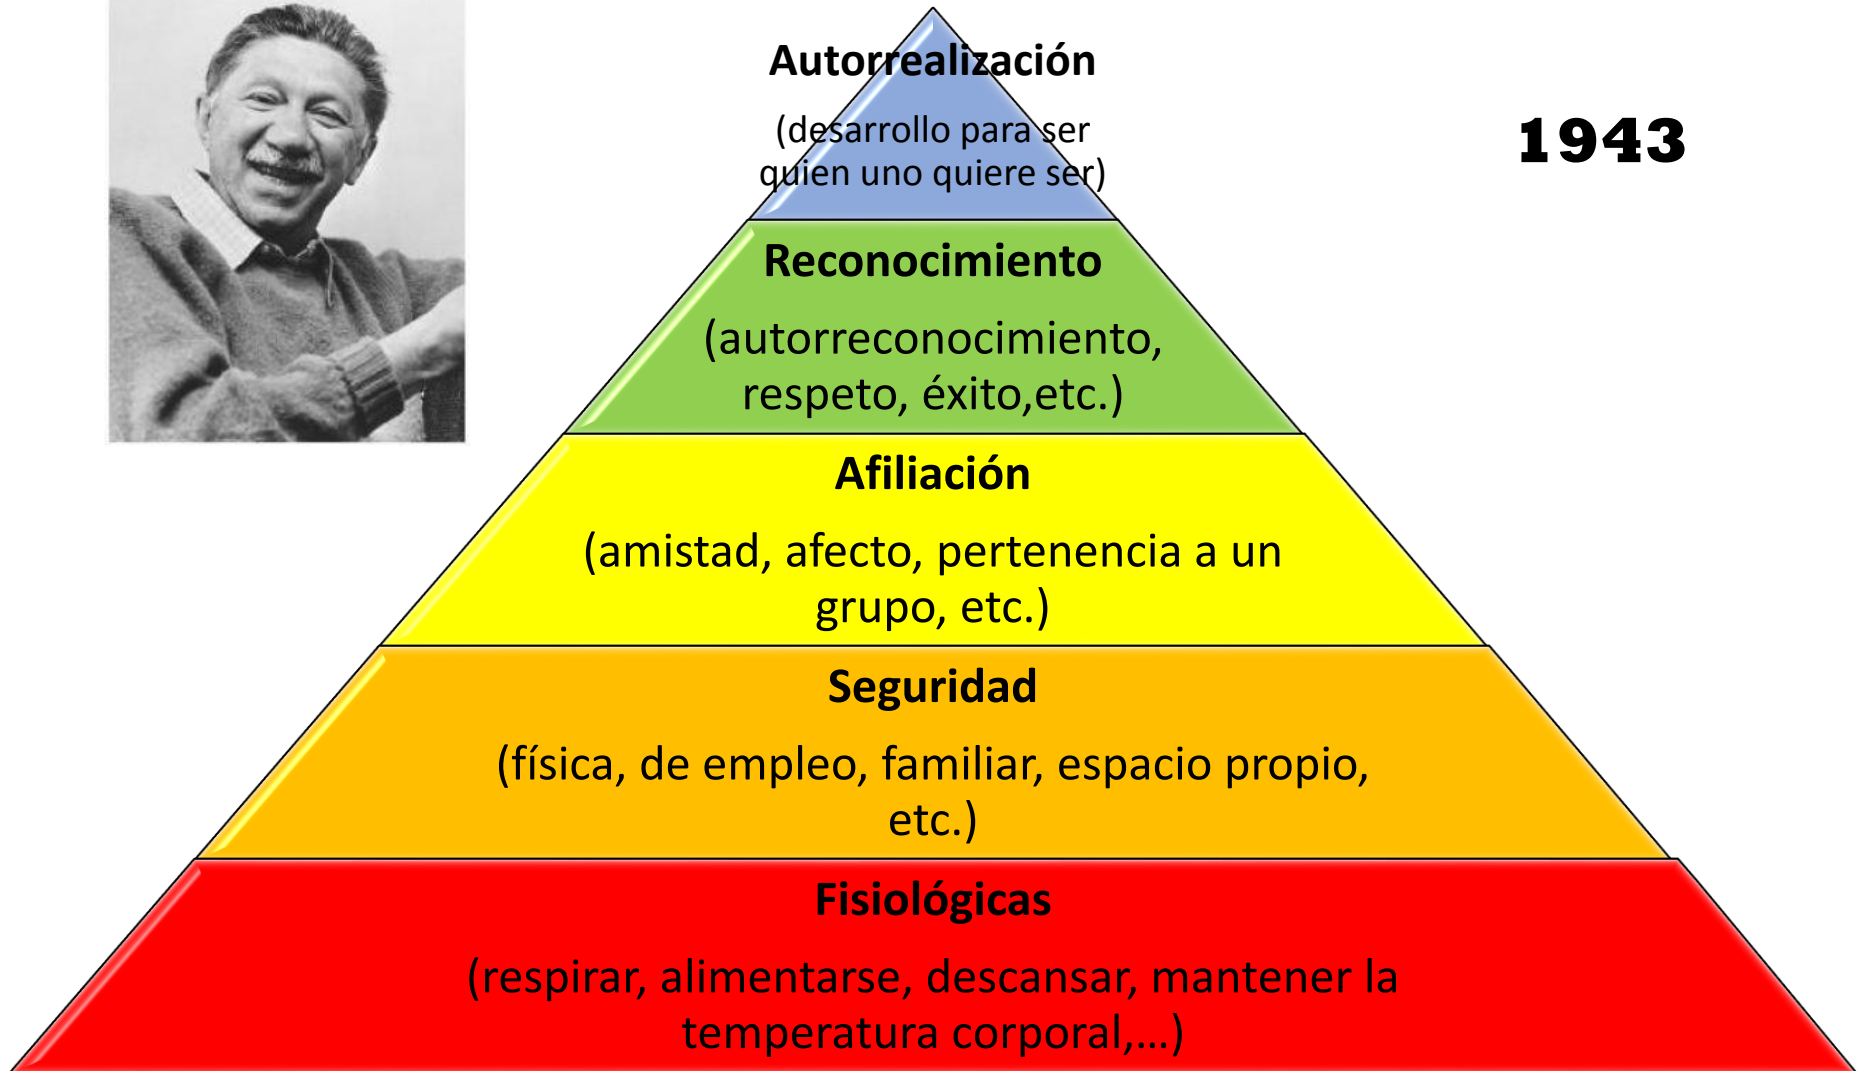 Autorrealización
(desarrollo para ser
quien uno quiere ser)
1943
Reconocimiento
(autorreconocimiento,
respeto, éxito,etc.)
Afiliación
(amistad, afecto, pertenencia a un
grupo, etc.)
Seguridad
(física, de empleo, familiar, espacio propio,
etc.)
Fisiológicas
(respirar, alimentarse, descansar, mantener la
temperatura corporal,...)